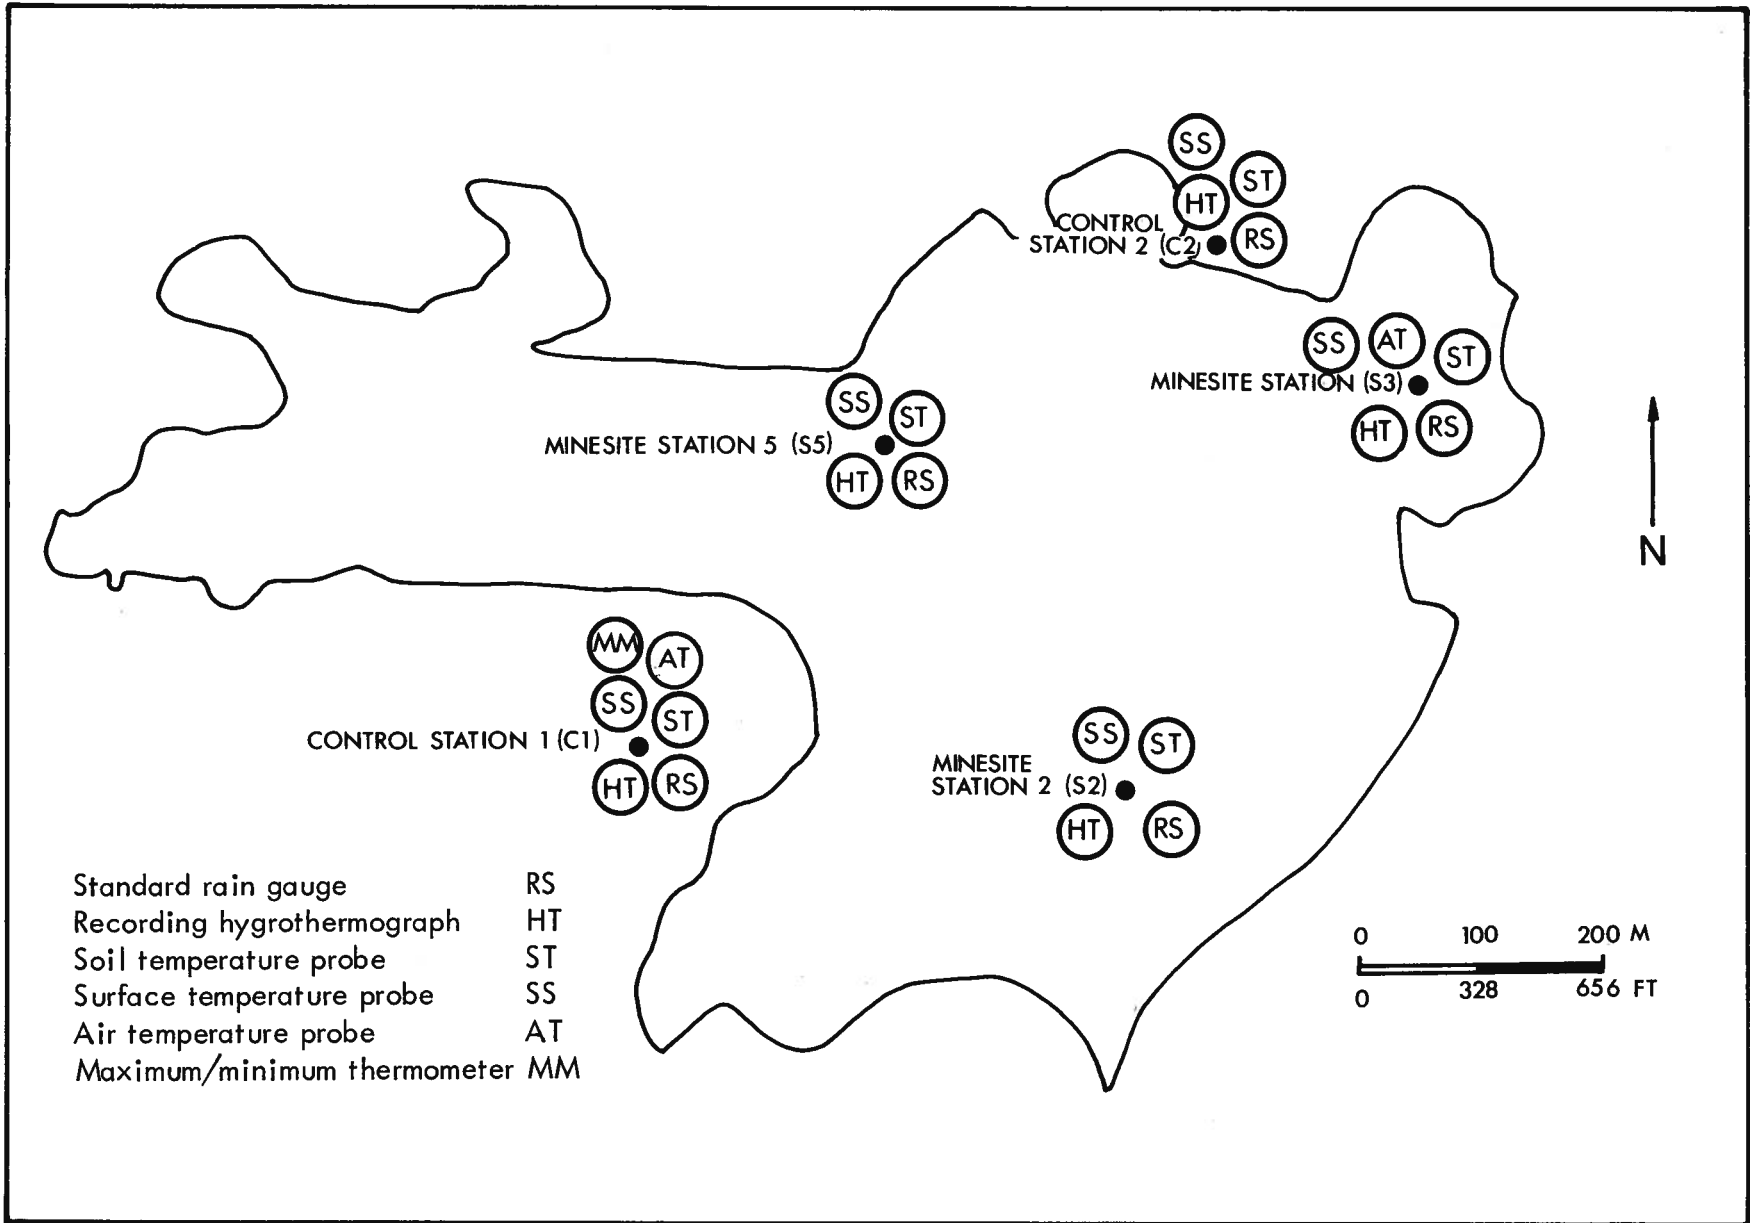 SS
ST
HT
CONTROL
STATION 2 (C2)
RS
SS
AT
ST
MINESITE STATION (S3)
HT
RS
SS
ST
MINESITE STATION 5 (S5)
HT
RS
N
MM
AT
SS
ST
CONTROL STATION 1 (C1)
HT
RS
SS
ST
MINESITE
STATION 2 (S2)
HT
RS
Standard rain gauge RS
Recording hygrothermograph HT
Soil temperature probe ST
Surface temperature probe SS
Air temperature probe AT
Maximum/minimum thermometer MM
0 100 200 M
0 328 656 FT